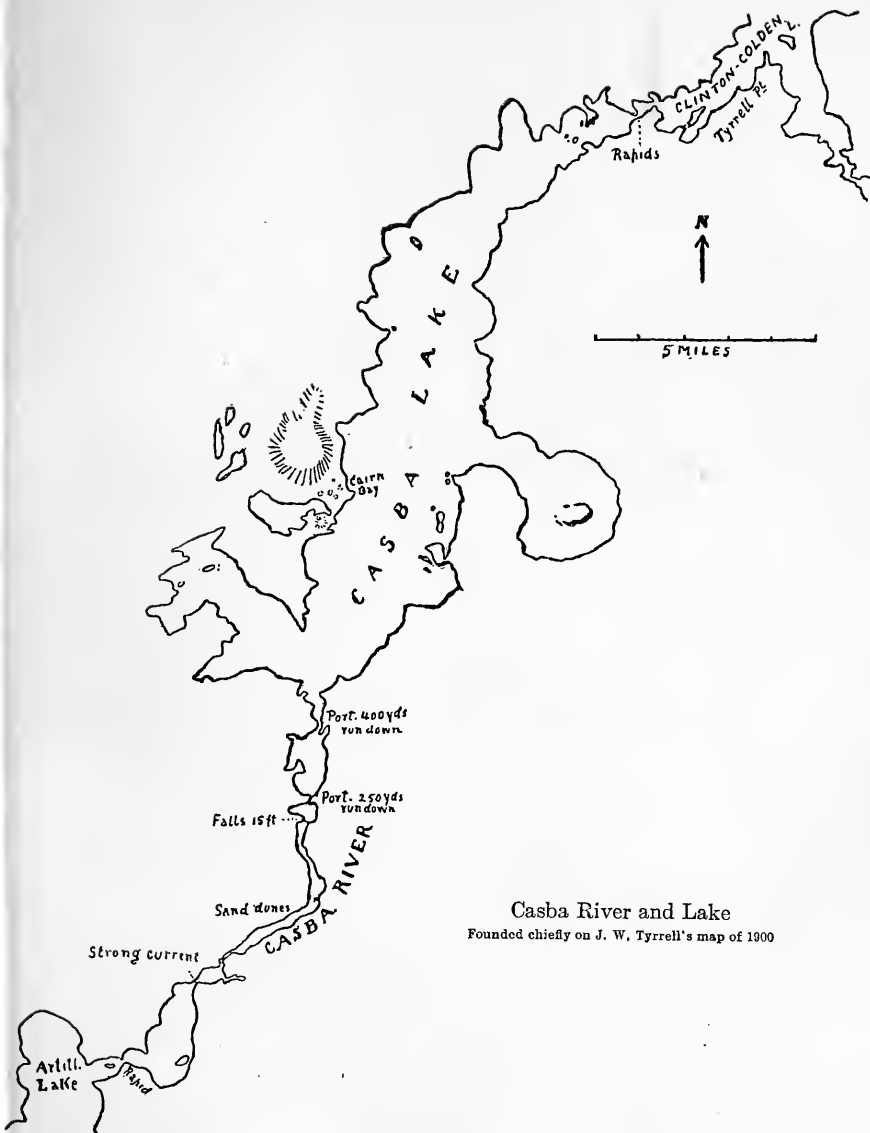 CLINTON-COLDEN L.
Tyrrell Pt.
Rapids
N
5 MILES
CASBA LAKE
Cairn
Bay
Port. 400 yds
run down
Port. 250 yds
run down
Falls 15 ft
CASBA RIVER
Sand dunes
Strong current
Artill.
Lake
Rapid
Casba River and Lake
Founded chiefly on J. W. Tyrrell's map of 1900